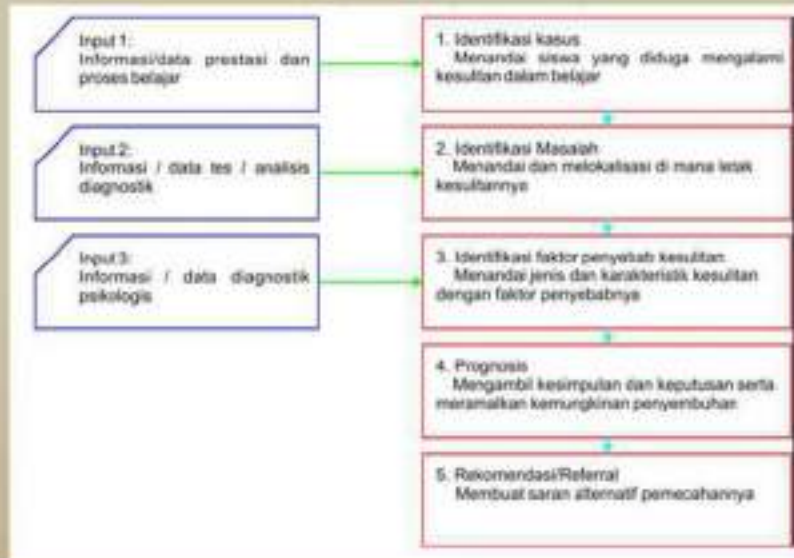 Input 1:
Informasi/data prestasi dan
proses belajar
1. Identifikasi kasus
Menandai siswa yang diduga mengalami
kesulitan dalam belajar
Input 2:
Informasi / data tes / analisis
diagnostik
2. Identifikasi Masalah
Menandai dan melokalisasi di mana letak
kesulitannya
Input 3:
Informasi / data diagnostik
psikologis
3. Identifikasi faktor penyebab kesulitan
Menandai jenis dan karakteristik kesulitan
dengan faktor penyebabnya
4. Prognosis
Mengambil kesimpulan dan keputusan serta
meramalkan kemungkinan penyembuhan
5. Rekomendasi/Referral
Membuat saran alternatif pemecahannya